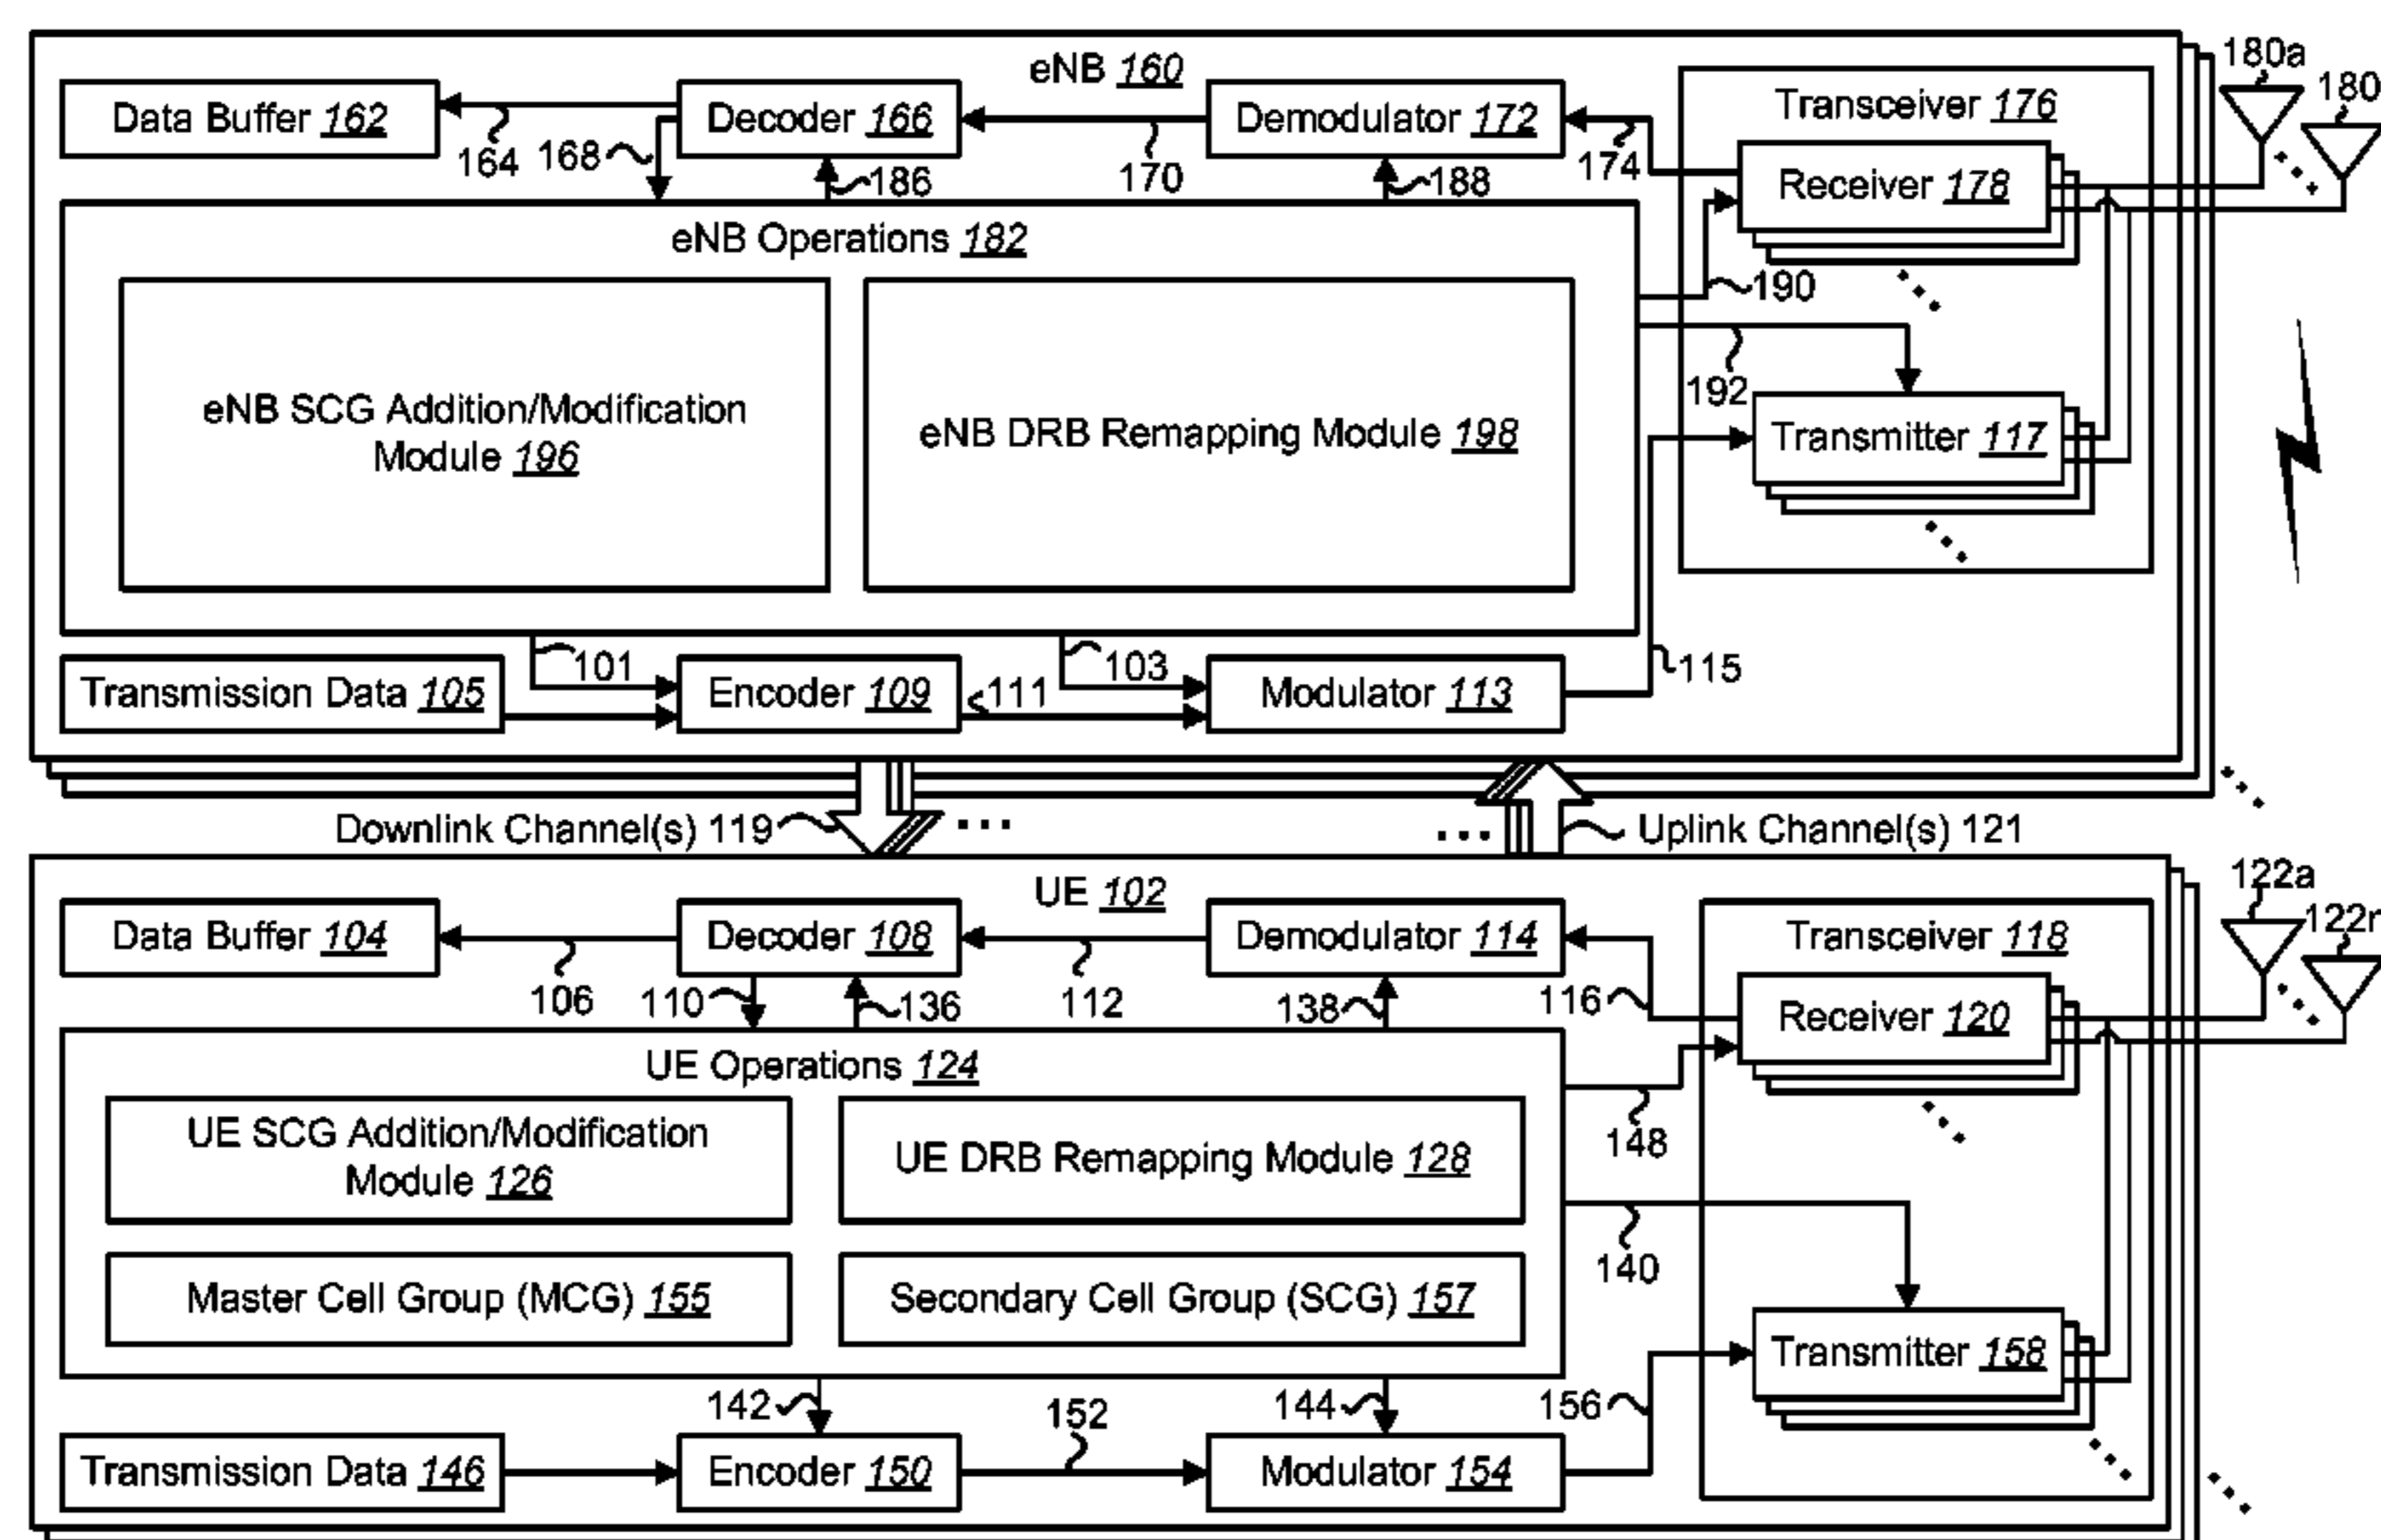 180a
eNB 160
180
Data Buffer 162
Decoder 166
Demodulator 172
Transceiver 176
164
168
186
170
188
174
Receiver 178
eNB Operations 182
190
192
eNB SCG Addition/Modification
Module 196
eNB DRB Remapping Module 198
Transmitter 117
101
103
115
Transmission Data 105
Encoder 109
111
Modulator 113
Downlink Channel(s) 119
Uplink Channel(s) 121
122a
UE 102
122n
Data Buffer 104
Decoder 108
Demodulator 114
Transceiver 118
106
110
136
112
138
116
Receiver 120
UE Operations 124
UE SCG Addition/Modification
Module 126
UE DRB Remapping Module 128
148
140
Master Cell Group (MCG) 155
Secondary Cell Group (SCG) 157
Transmitter 158
142
152
144
156
Transmission Data 146
Encoder 150
Modulator 154